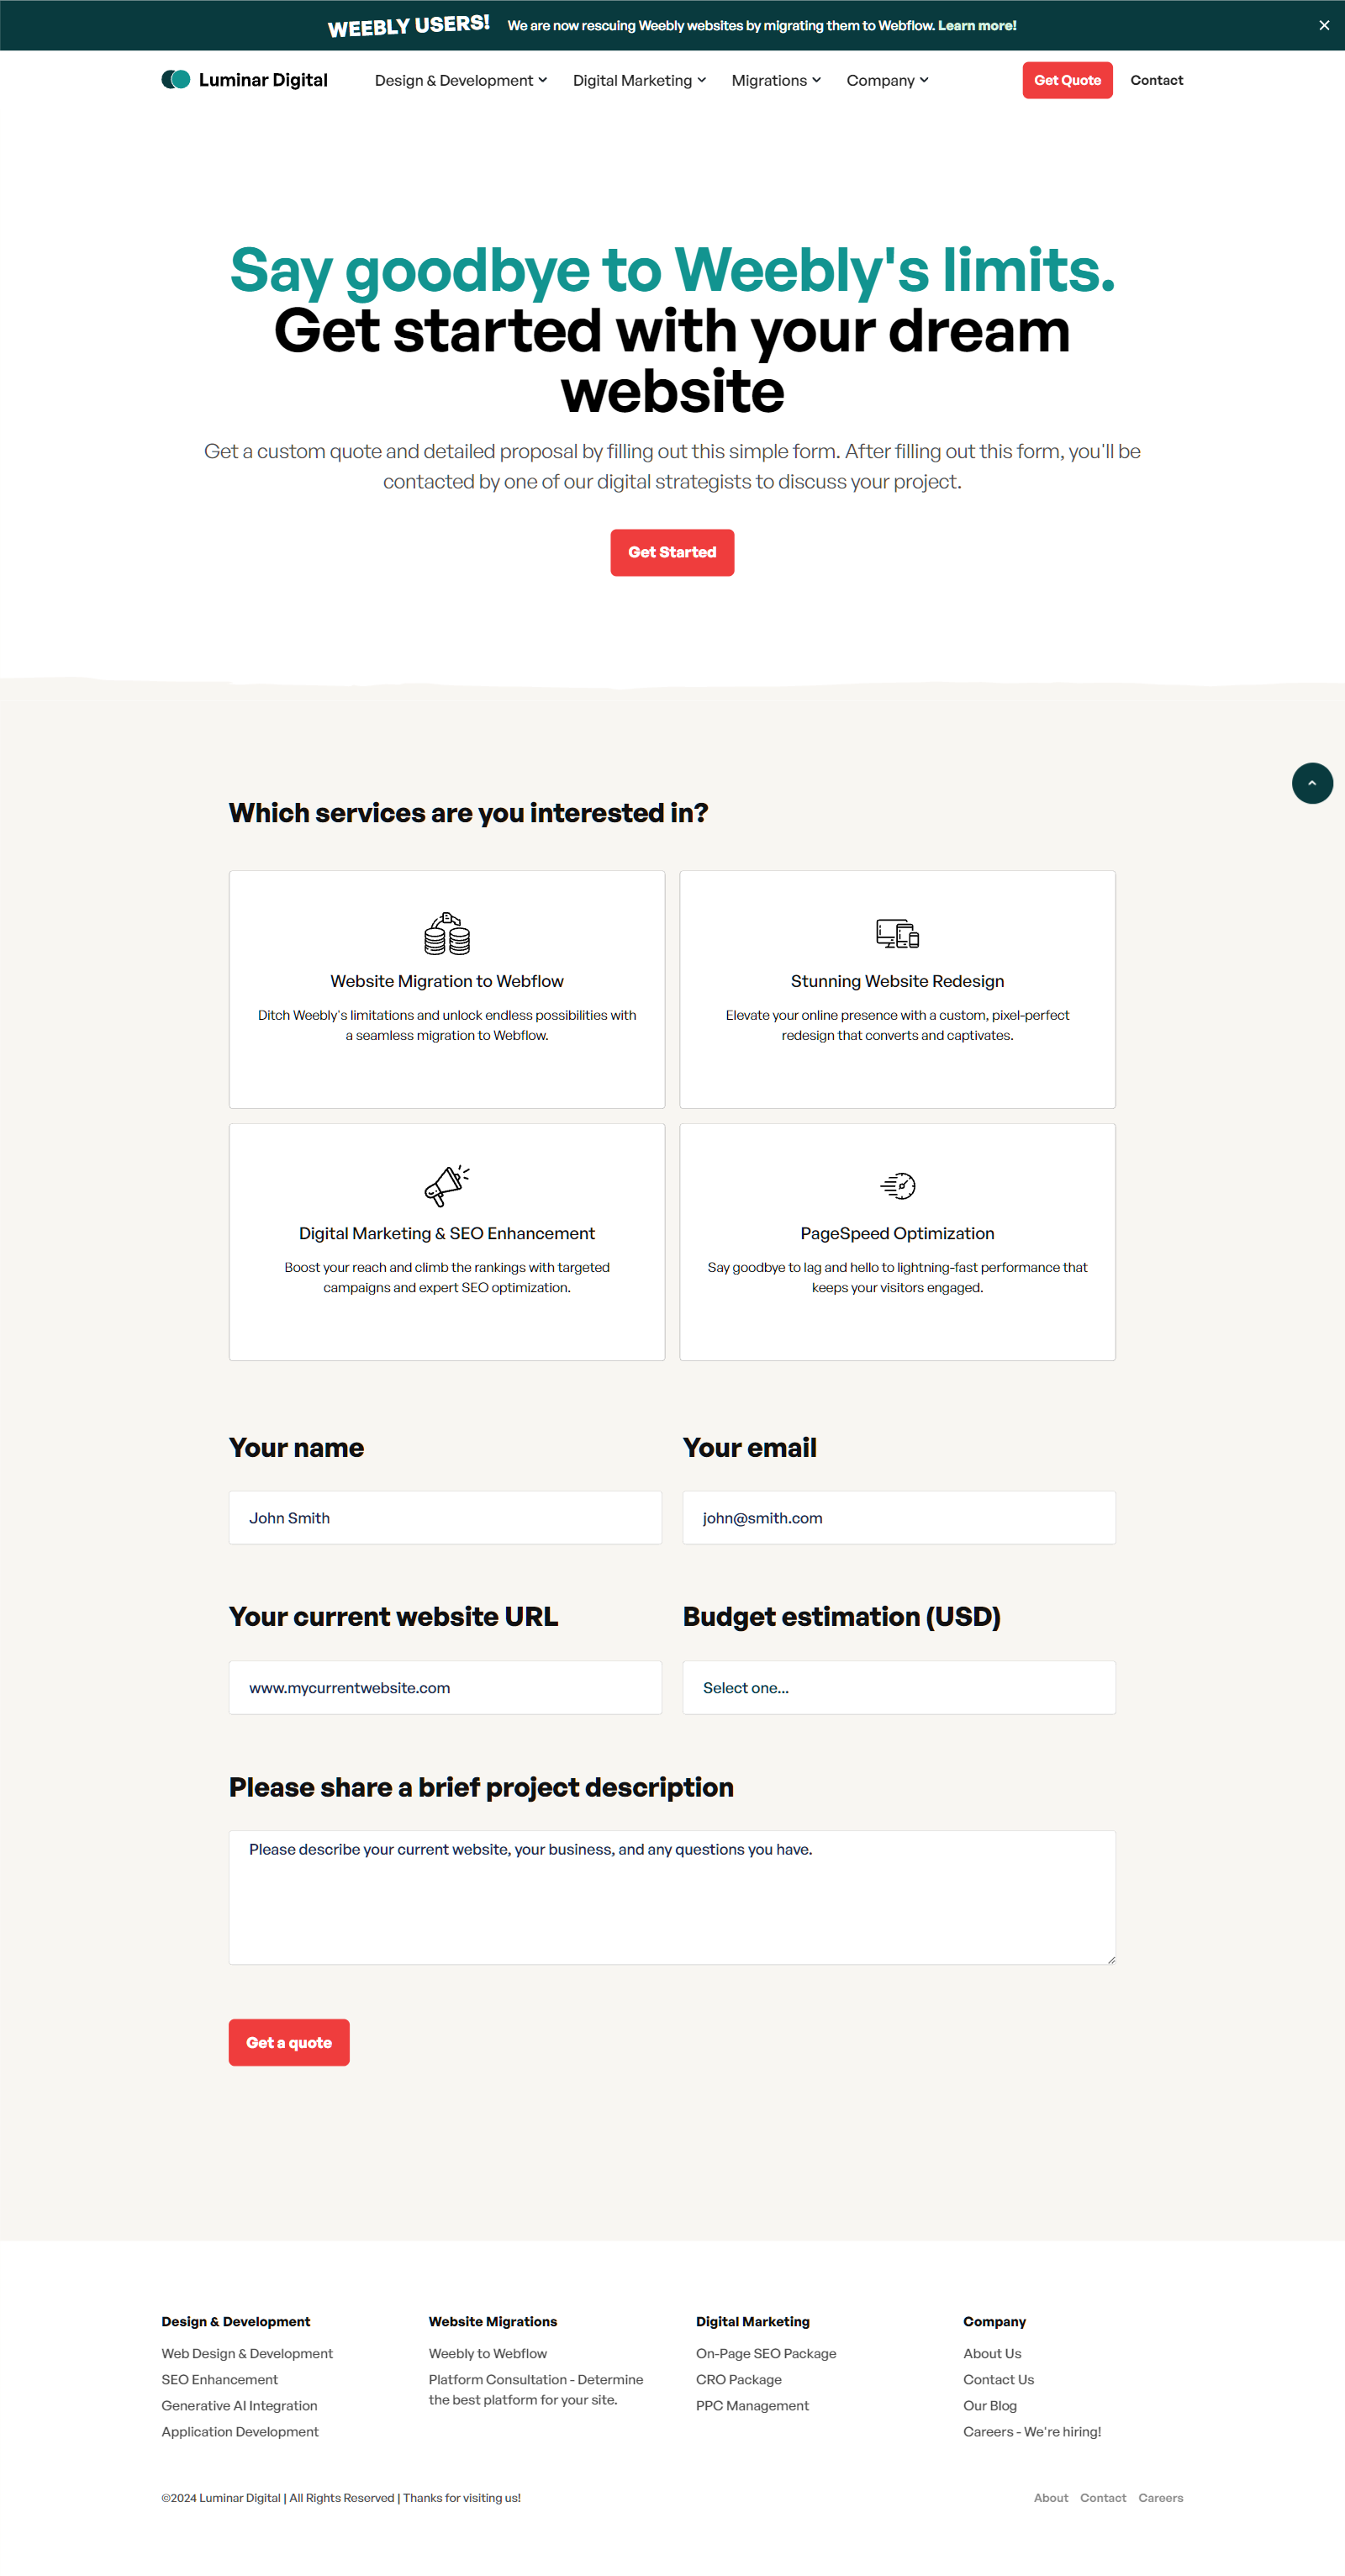 WEEBLY USERS! We are now rescuing Weebly websites by migrating them to Webflow. Learn more!
Luminar Digital Design & Development Digital Marketing Migrations Company Get Quote Contact
Say goodbye to Weebly's limits.
Get started with your dream
website
Get a custom quote and detailed proposal by filling out this simple form. After filling out this form, you'll be
contacted by one of our digital strategists to discuss your project.
Get Started
Which services are you interested in?
Website Migration to Webflow
Ditch Weebly's limitations and unlock endless possibilities with
a seamless migration to Webflow.
Stunning Website Redesign
Elevate your online presence with a custom, pixel-perfect
redesign that converts and captivates.
Digital Marketing & SEO Enhancement
Boost your reach and climb the rankings with targeted
campaigns and expert SEO optimization.
PageSpeed Optimization
Say goodbye to lag and hello to lightning-fast performance that
keeps your visitors engaged.
Your name
John Smith
Your email
john@smith.com
Your current website URL
www.mycurrentwebsite.com
Budget estimation (USD)
Select one...
Please share a brief project description
Please describe your current website, your business, and any questions you have.
Get a quote
Design & Development
Web Design & Development
SEO Enhancement
Generative AI Integration
Application Development
Website Migrations
Weebly to Webflow
Platform Consultation - Determine
the best platform for your site.
Digital Marketing
On-Page SEO Package
CRO Package
PPC Management
Company
About Us
Contact Us
Our Blog
Careers - We're hiring!
©2024 Luminar Digital | All Rights Reserved | Thanks for visiting us!
About Contact Careers